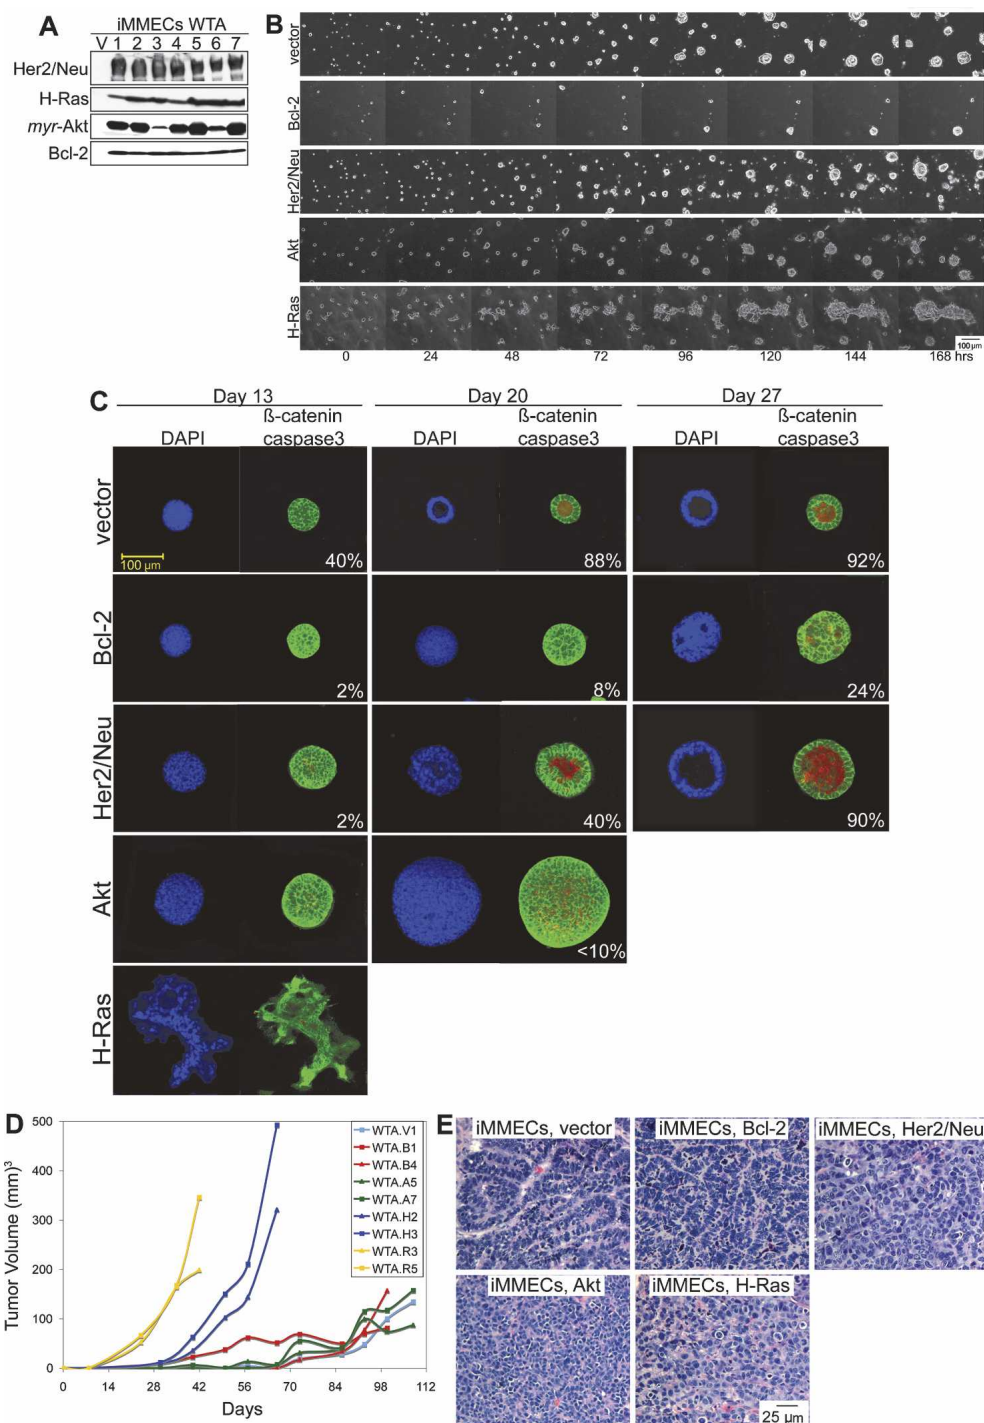 A
iMMECs WTA
V 1 2 3 4 5 6 7
Her2/Neu
H-Ras
myr-Akt
Bcl-2
B
vector
Bcl-2
Her2/Neu
Akt
H-Ras
100 µm
0 24 48 72 96 120 144 168 hrs
C
Day 13 Day 20 Day 27
DAPI ß-catenin caspase3 DAPI ß-catenin caspase3 DAPI ß-catenin caspase3
vector
100 µm
40% 88% 92%
Bcl-2
2% 8% 24%
Her2/Neu
2% 40% 90%
Akt
<10%
H-Ras
D
Tumor Volume (mm)³
500
400
300
200
100
0
0 14 28 42 56 70 84 98 112
Days
WTA.V1
WTA.B1
WTA.B4
WTA.A5
WTA.A7
WTA.H2
WTA.H3
WTA.R3
WTA.R5
E
iMMECs, vector
iMMECs, Bcl-2
iMMECs, Her2/Neu
iMMECs, Akt
iMMECs, H-Ras
25 µm